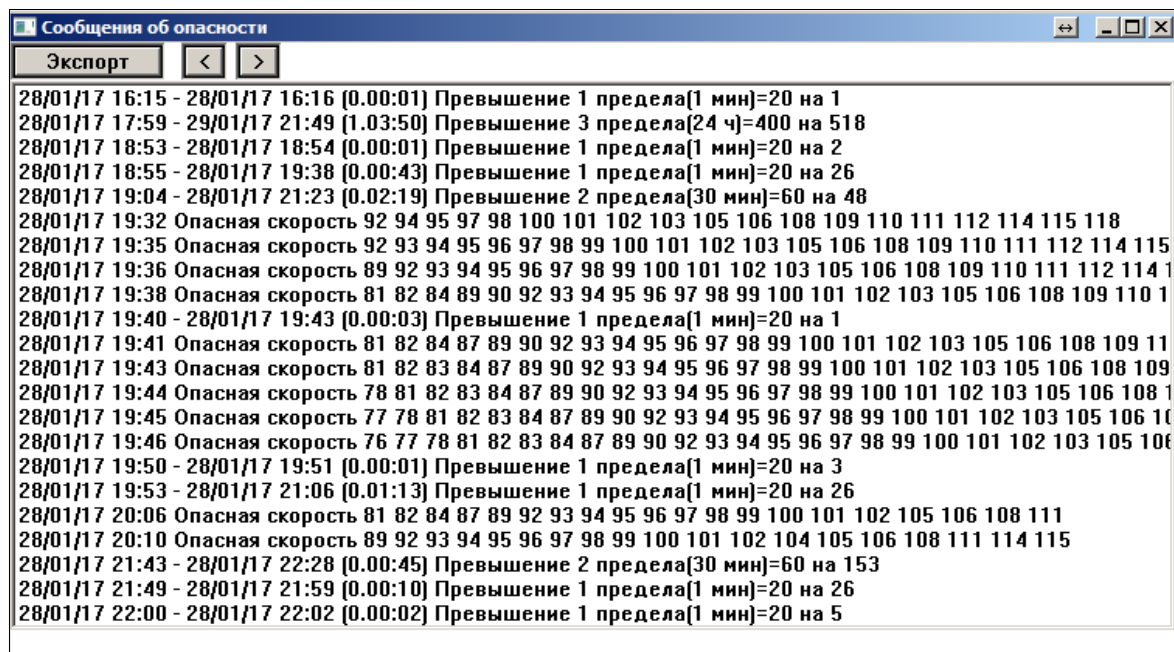 Сообщения об опасности
Экспорт < >
28/01/17 16:15 - 28/01/17 16:16 (0.00:01) Превышение 1 предела(1 мин)=20 на 1
28/01/17 17:59 - 29/01/17 21:49 (1.03:50) Превышение 3 предела(24 ч)=400 на 518
28/01/17 18:53 - 28/01/17 18:54 (0.00:01) Превышение 1 предела(1 мин)=20 на 2
28/01/17 18:55 - 28/01/17 19:38 (0.00:43) Превышение 1 предела(1 мин)=20 на 26
28/01/17 19:04 - 28/01/17 21:23 (0.02:19) Превышение 2 предела(30 мин)=60 на 48
28/01/17 19:32 Опасная скорость 92 94 95 97 98 100 101 102 103 105 106 108 109 110 111 112 114 115 118
28/01/17 19:35 Опасная скорость 92 93 94 95 96 97 98 99 100 101 102 103 105 106 108 109 110 111 112 114 115
28/01/17 19:36 Опасная скорость 89 92 93 94 95 96 97 98 99 100 101 102 103 105 106 108 109 110 111 112 114
28/01/17 19:38 Опасная скорость 81 82 84 89 90 92 93 94 95 96 97 98 99 100 101 102 103 105 106 108 109 110
28/01/17 19:40 - 28/01/17 19:43 (0.00:03) Превышение 1 предела(1 мин)=20 на 1
28/01/17 19:41 Опасная скорость 81 82 84 87 89 90 92 93 94 95 96 97 98 99 100 101 102 103 105 106 108 109
28/01/17 19:43 Опасная скорость 81 82 83 84 87 89 90 92 93 94 95 96 97 98 99 100 101 102 103 105 106 108 109
28/01/17 19:44 Опасная скорость 78 81 82 83 84 87 89 90 92 93 94 95 96 97 98 99 100 101 102 103 105 106 108
28/01/17 19:45 Опасная скорость 77 78 81 82 83 84 87 89 90 92 93 94 95 96 97 98 99 100 101 102 103 105 106
28/01/17 19:46 Опасная скорость 76 77 78 81 82 83 84 87 89 90 92 93 94 95 96 97 98 99 100 101 102 103 105 106
28/01/17 19:50 - 28/01/17 19:51 (0.00:01) Превышение 1 предела(1 мин)=20 на 3
28/01/17 19:53 - 28/01/17 21:06 (0.01:13) Превышение 1 предела(1 мин)=20 на 26
28/01/17 20:06 Опасная скорость 81 82 84 87 89 92 93 94 95 96 97 98 99 100 101 102 105 106 108 111
28/01/17 20:10 Опасная скорость 89 92 93 94 95 96 97 98 99 100 101 102 104 105 106 108 111 114 115
28/01/17 21:43 - 28/01/17 22:28 (0.00:45) Превышение 2 предела(30 мин)=60 на 153
28/01/17 21:49 - 28/01/17 21:59 (0.00:10) Превышение 1 предела(1 мин)=20 на 26
28/01/17 22:00 - 28/01/17 22:02 (0.00:02) Превышение 1 предела(1 мин)=20 на 5